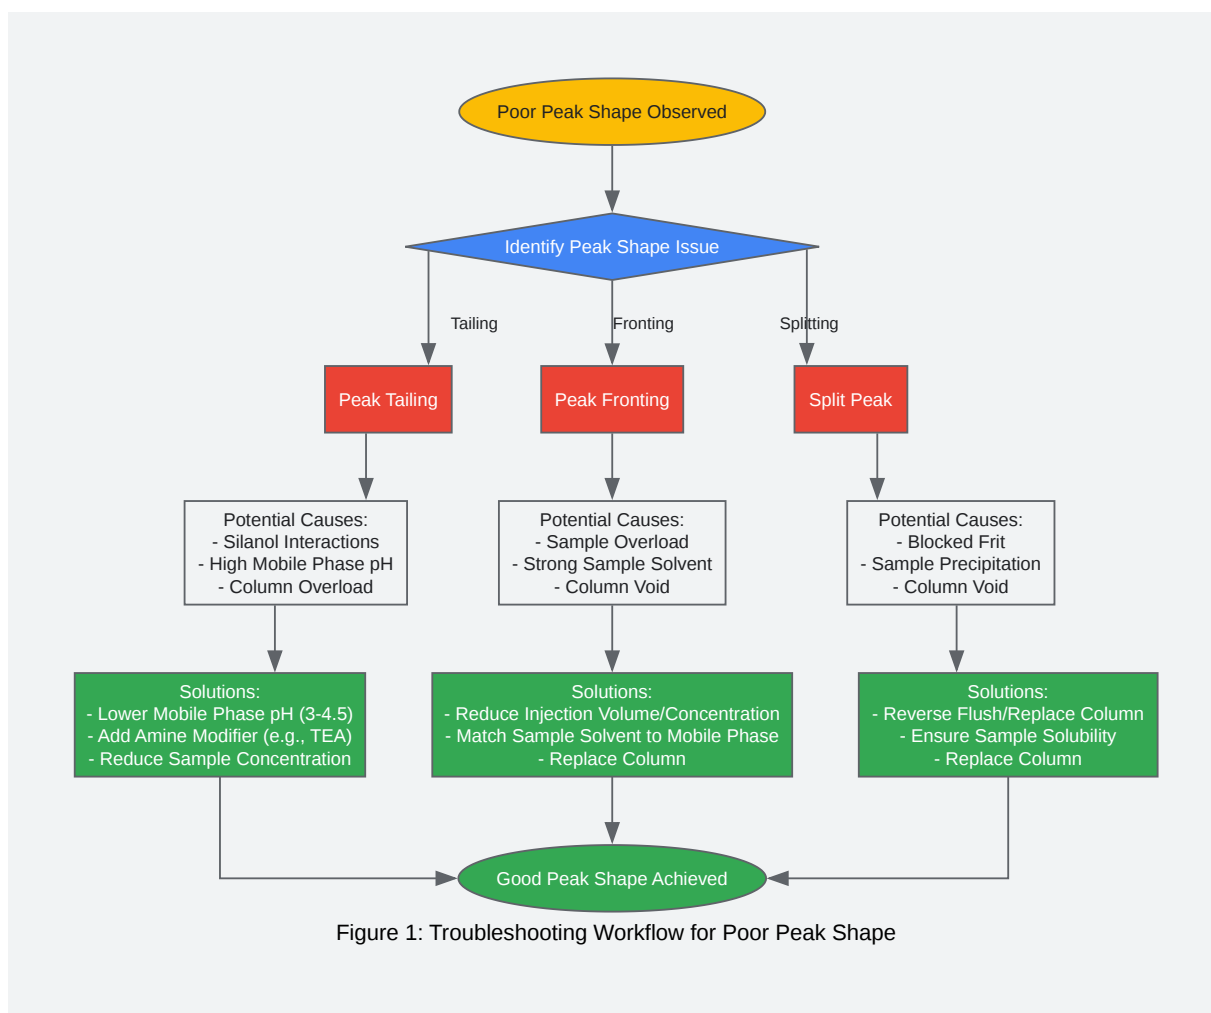 Poor Peak Shape Observed
Identify Peak Shape Issue
Tailing
Fronting
Splitting
Peak Tailing
Peak Fronting
Split Peak
Potential Causes:
- Silanol Interactions
- High Mobile Phase pH
- Column Overload
Potential Causes:
- Sample Overload
- Strong Sample Solvent
- Column Void
Potential Causes:
- Blocked Frit
- Sample Precipitation
- Column Void
Solutions:
- Lower Mobile Phase pH (3-4.5)
- Add Amine Modifier (e.g., TEA)
- Reduce Sample Concentration
Solutions:
- Reduce Injection Volume/Concentration
- Match Sample Solvent to Mobile Phase
- Replace Column
Solutions:
- Reverse Flush/Replace Column
- Ensure Sample Solubility
- Replace Column
Good Peak Shape Achieved
Figure 1: Troubleshooting Workflow for Poor Peak Shape